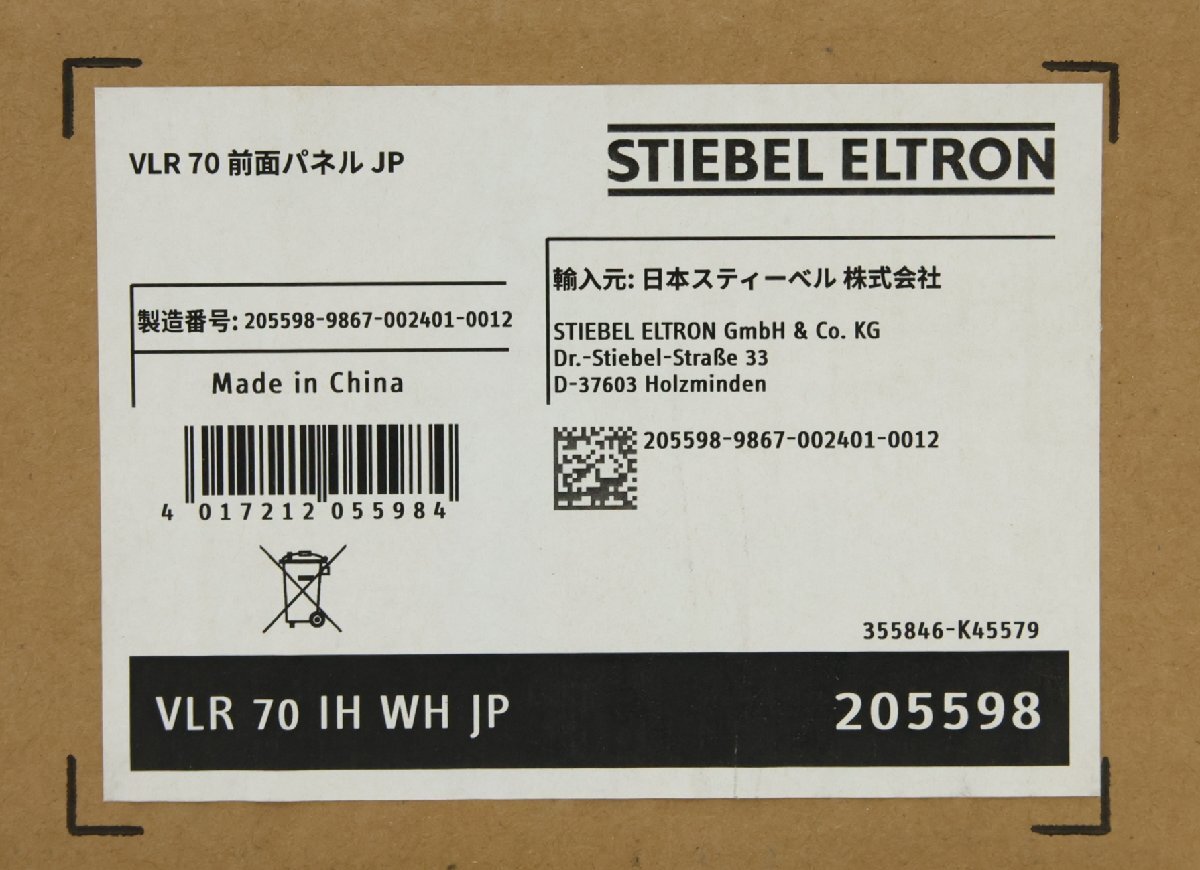 VLR 70 前面パネル JP
STIEBEL ELTRON
製造番号: 205598-9867-002401-0012
Made in China
4 017212 055984
輸入元: 日本スティーベル 株式会社
STIEBEL ELTRON GmbH & Co. KG
Dr.-Stiebel-Straße 33
D-37603 Holzminden
205598-9867-002401-0012
355846-K45579
VLR 70 IH WH JP
205598